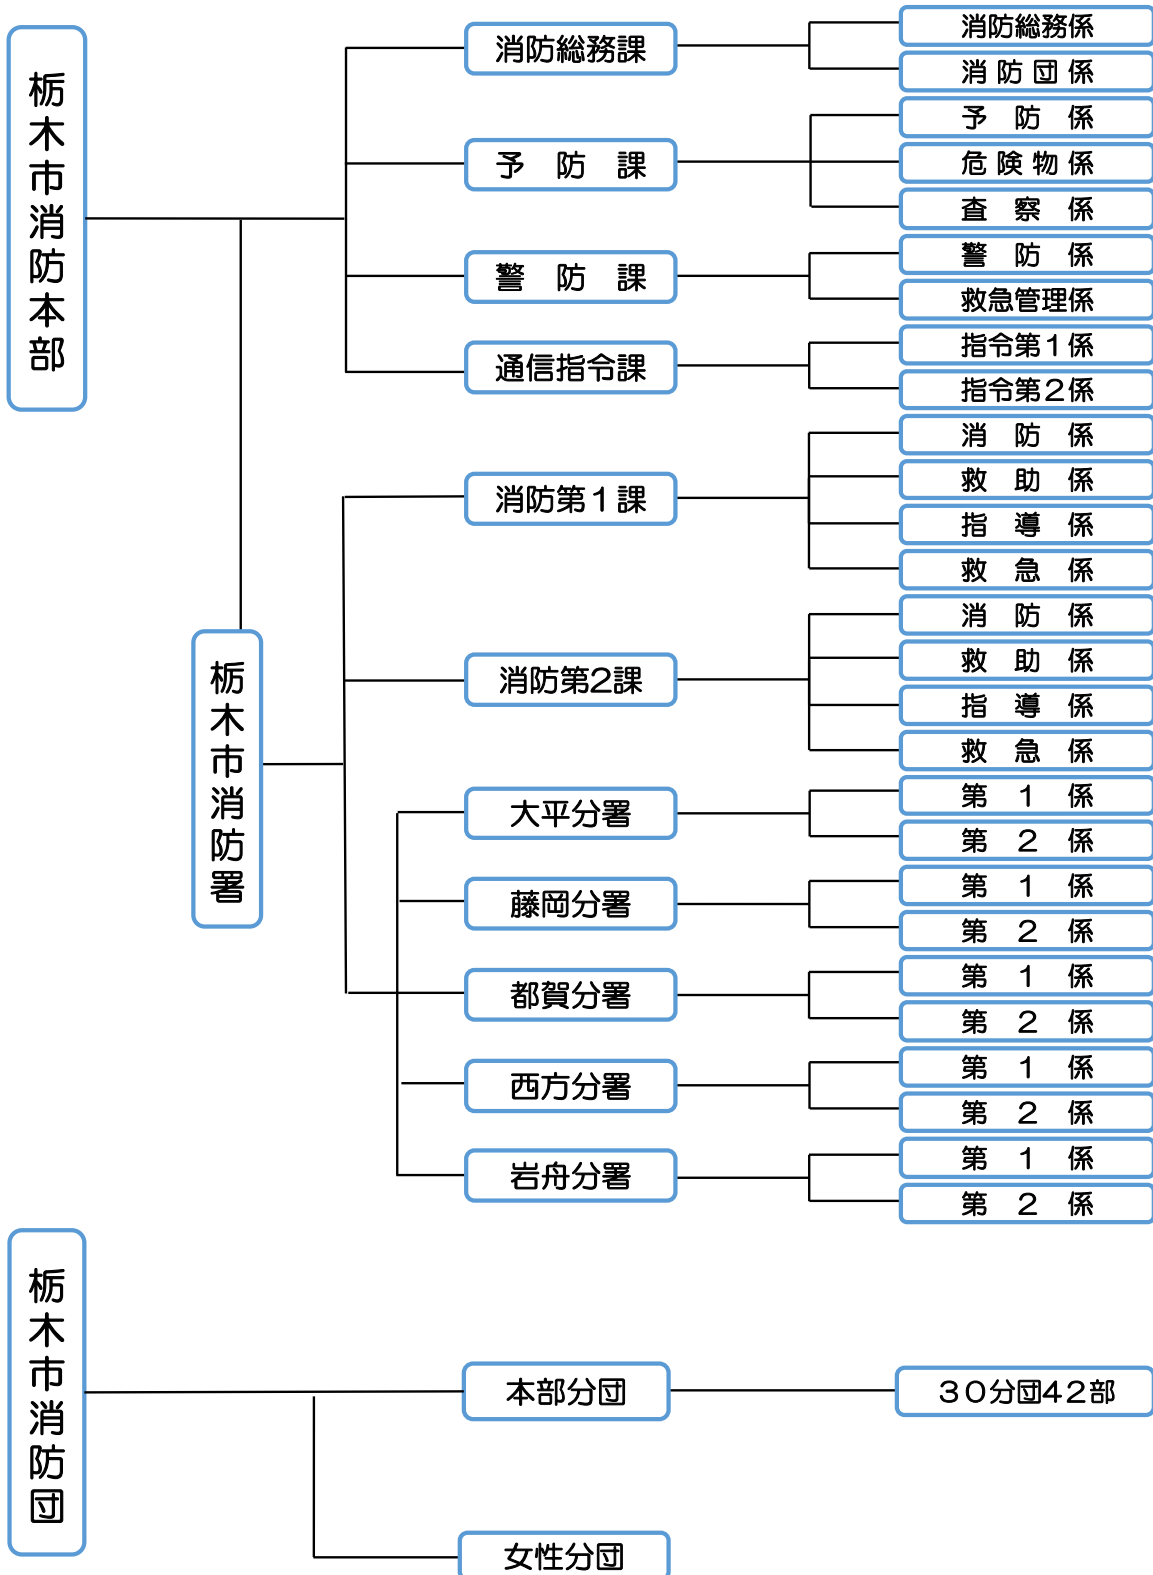 栃木市消防本部
消防総務課
消防総務係
消防団係
予防課
予防係
危険物係
査察係
警防課
警防係
救急管理係
通信指令課
指令第1係
指令第2係
栃木市消防署
消防第1課
消防係
救助係
指導係
救急係
消防第2課
消防係
救助係
指導係
救急係
大平分署
第1係
第2係
藤岡分署
第1係
第2係
都賀分署
第1係
第2係
西方分署
第1係
第2係
岩舟分署
第1係
第2係
栃木市消防団
本部分団
30分団42部
女性分団